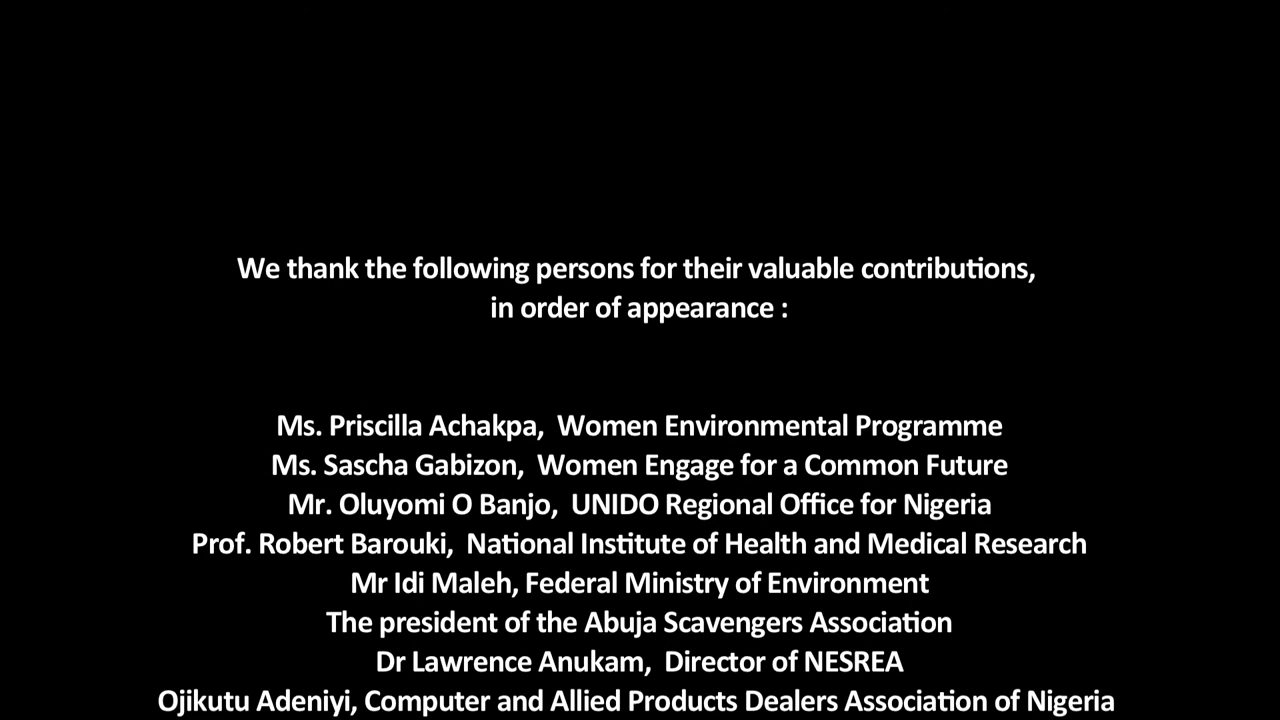 We thank the following persons for their valuable contributions,
in order of appearance :
Ms. Priscilla Achakpa,  Women Environmental Programme
Ms. Sascha Gabizon,  Women Engage for a Common Future
Mr. Oluyomi O Banjo,  UNIDO Regional Office for Nigeria
Prof. Robert Barouki,  National Institute of Health and Medical Research
Mr Idi Maleh, Federal Ministry of Environment
The president of the Abuja Scavengers Association
Dr Lawrence Anukam,  Director of NESREA
Ojikutu Adeniyi, Computer and Allied Products Dealers Association of Nigeria